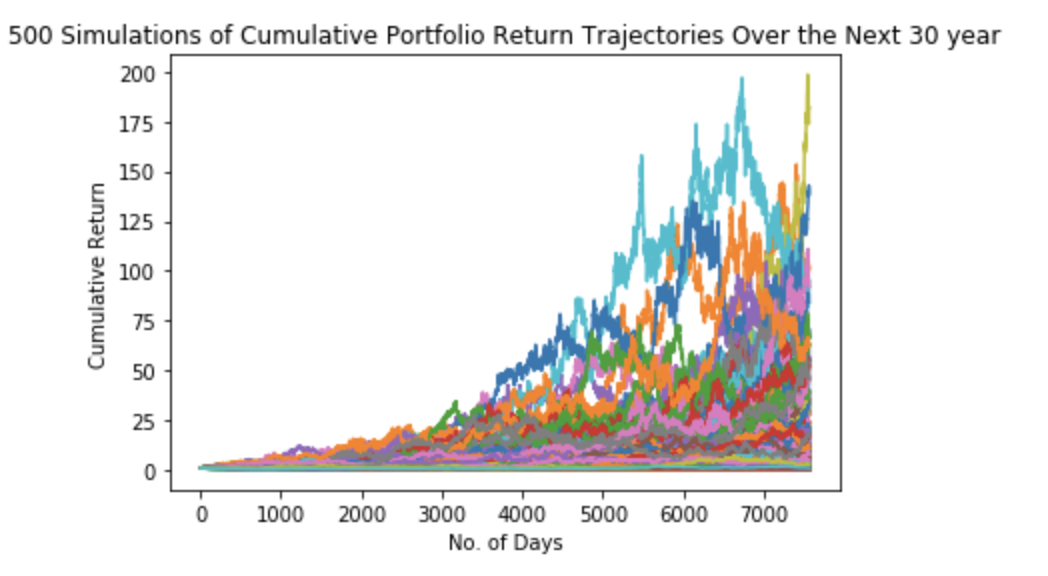 500 Simulations of Cumulative Portfolio Return Trajectories Over the Next 30 year
200
175
150
125
100
75
50
25
0
Cumulative Return
0 1000 2000 3000 4000 5000 6000 7000
No. of Days